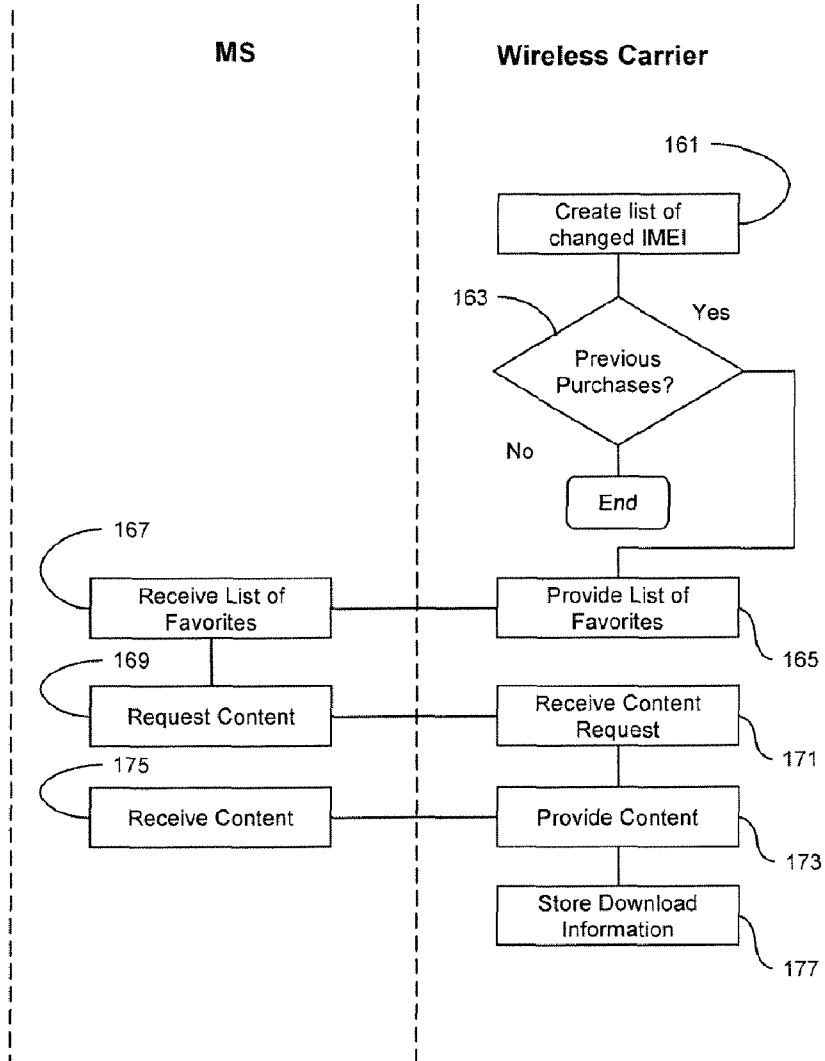 MS
Wireless Carrier
161
Create list of
changed IMEI
163
Yes
Previous
Purchases?
No
End
167
Receive List of
Favorites
Provide List of
Favorites
165
169
Request Content
Receive Content
Request
171
175
Receive Content
Provide Content
173
Store Download
Information
177